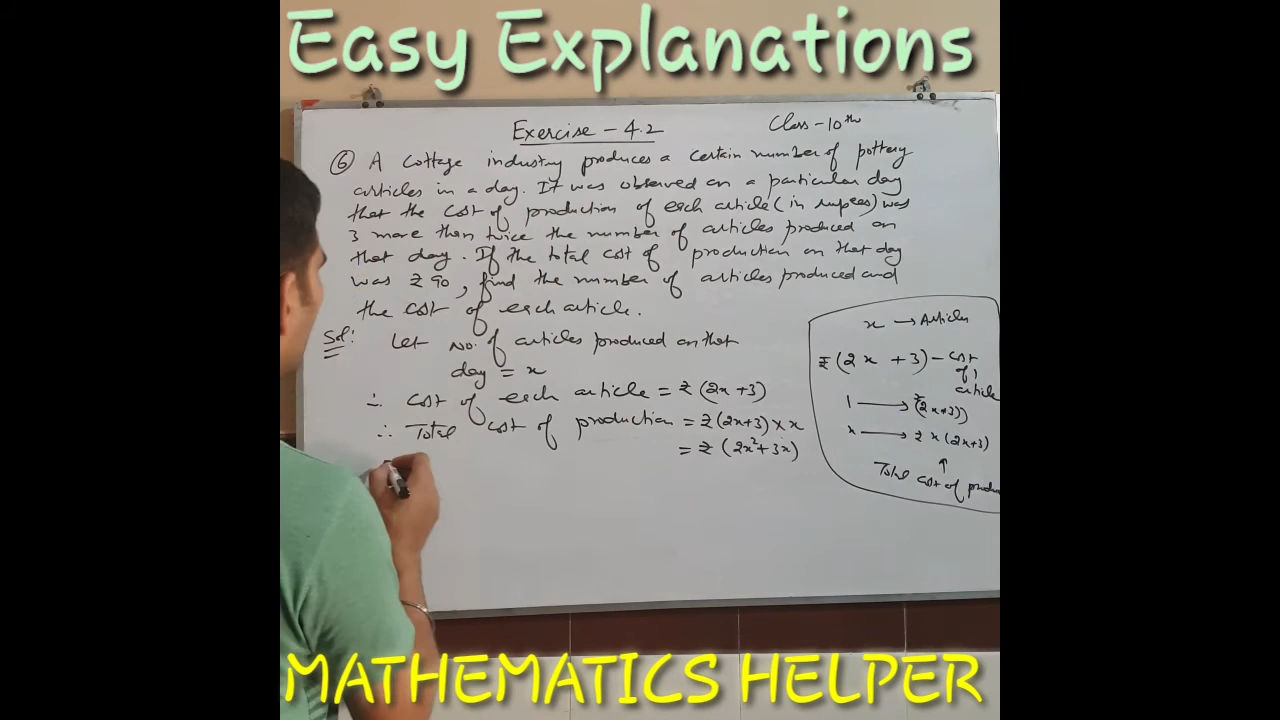 Easy Explanations
Exercise - 4.2
Class - 10th
⑥ A cottage industry produces a certain number of pottery
articles in a day. It was observed on a particular day
that the cost of production of each article (in rupees) was
3 more than twice the number of articles produced on
that day. If the total cost of production on that day
was ₹ 90, find the number of articles produced and
the cost of each article.
Sol:
Let No. of articles produced on that
day = x
∴ cost of each article = ₹ (2x+3)
∴ Total cost of production = ₹ (2x+3) × x
= ₹ (2x²+3x)
x → Articles
₹ (2x + 3) - cost
of 1
article
1 → ₹(2x+3))
x → ₹ x (2x+3)
↑
Total cost of produ
MATHEMATICS HELPER